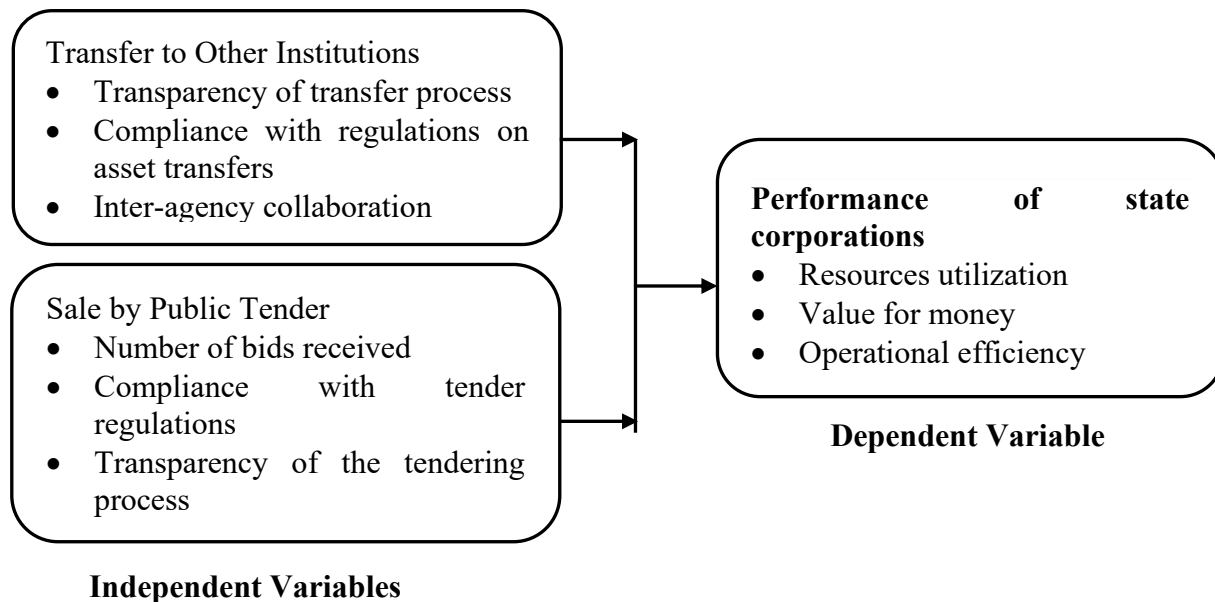 Transfer to Other Institutions
• Transparency of transfer process
• Compliance with regulations on
asset transfers
• Inter-agency collaboration
Sale by Public Tender
• Number of bids received
• Compliance with tender
regulations
• Transparency of the tendering
process
Independent Variables
Performance of state
corporations
• Resources utilization
• Value for money
• Operational efficiency
Dependent Variable